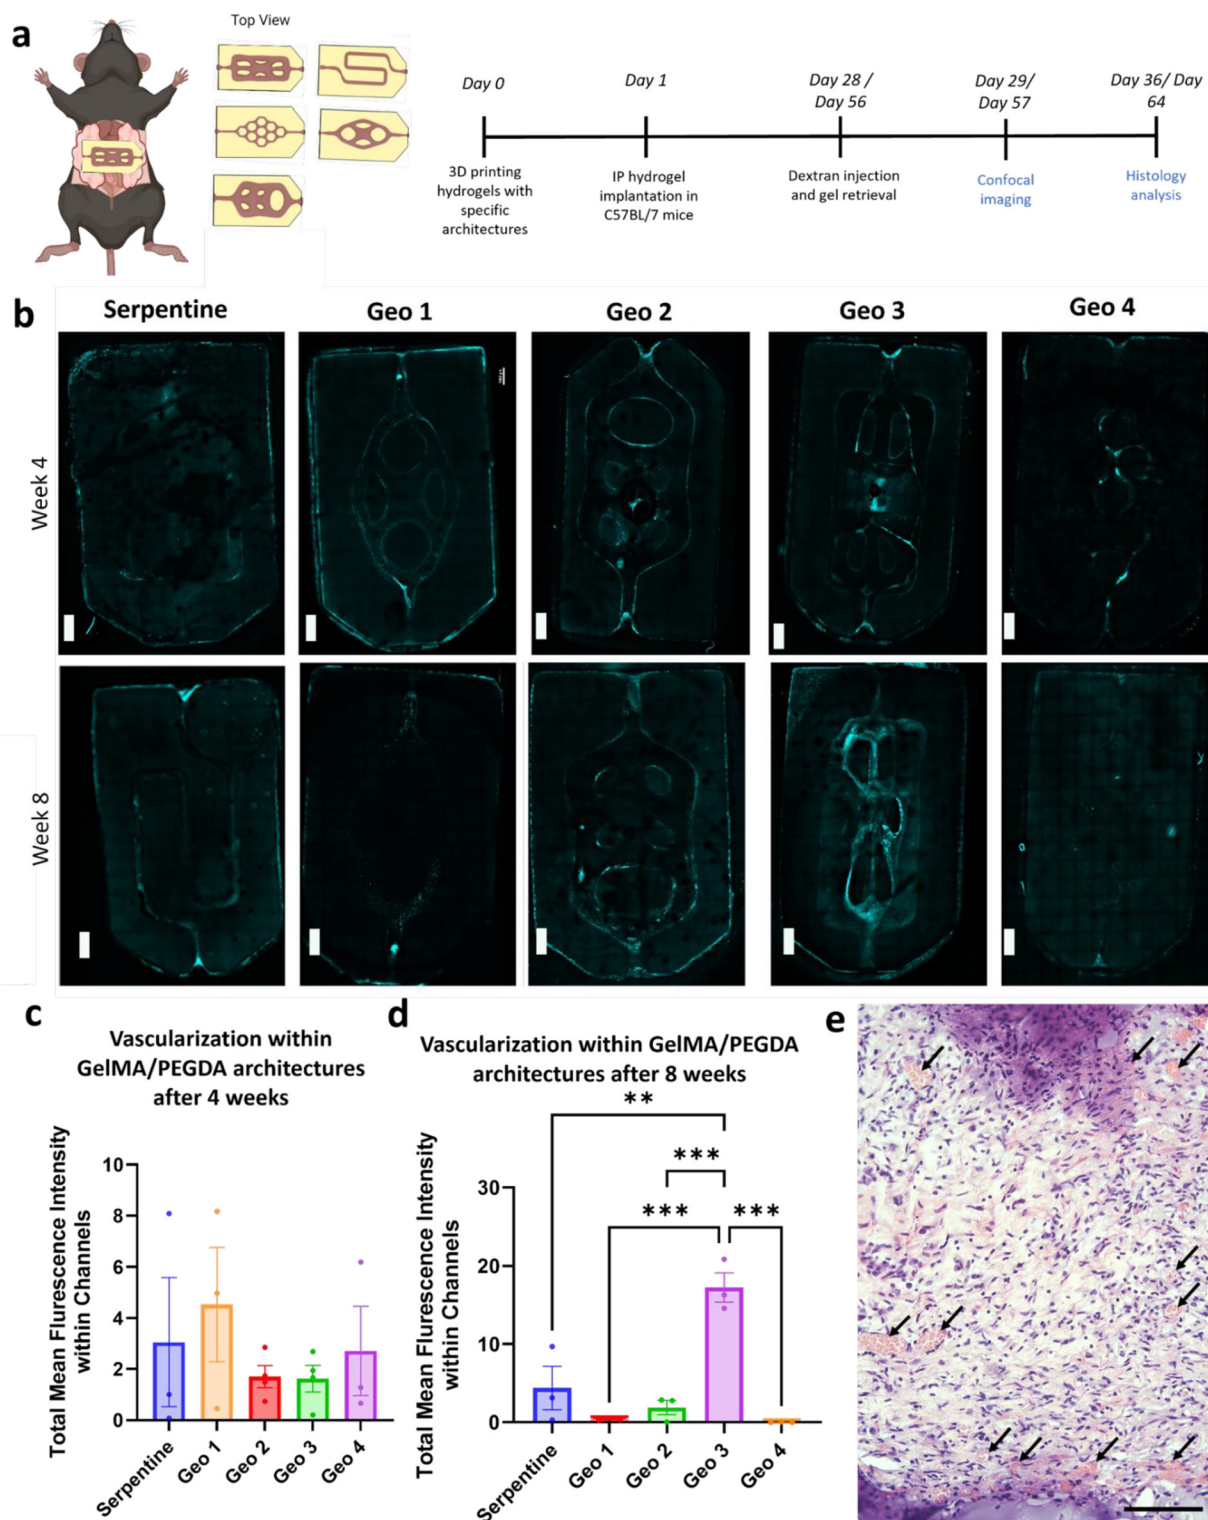 a
Top View
Day 0
Day 1
Day 28 /
Day 56
Day 29/
Day 57
Day 36/ Day
64
3D printing
hydrogels with
specific
architectures
IP hydrogel
implantation in
C57BL/7 mice
Dextran injection
and gel retrieval
Confocal
imaging
Histology
analysis
b
Serpentine
Geo 1
Geo 2
Geo 3
Geo 4
Week 4
Week 8
c
Vascularization within
GelMA/PEGDA architectures
after 4 weeks
Total Mean Flurescence Intensity
within Channels
10
8
6
4
2
0
Serpentine
Geo 1
Geo 2
Geo 3
Geo 4
d
Vascularization within GelMA/PEGDA
architectures after 8 weeks
**
***
***
***
Total Mean Flurescence Intensity
within Channels
30
20
10
0
Serpentine
Geo 1
Geo 2
Geo 3
Geo 4
e